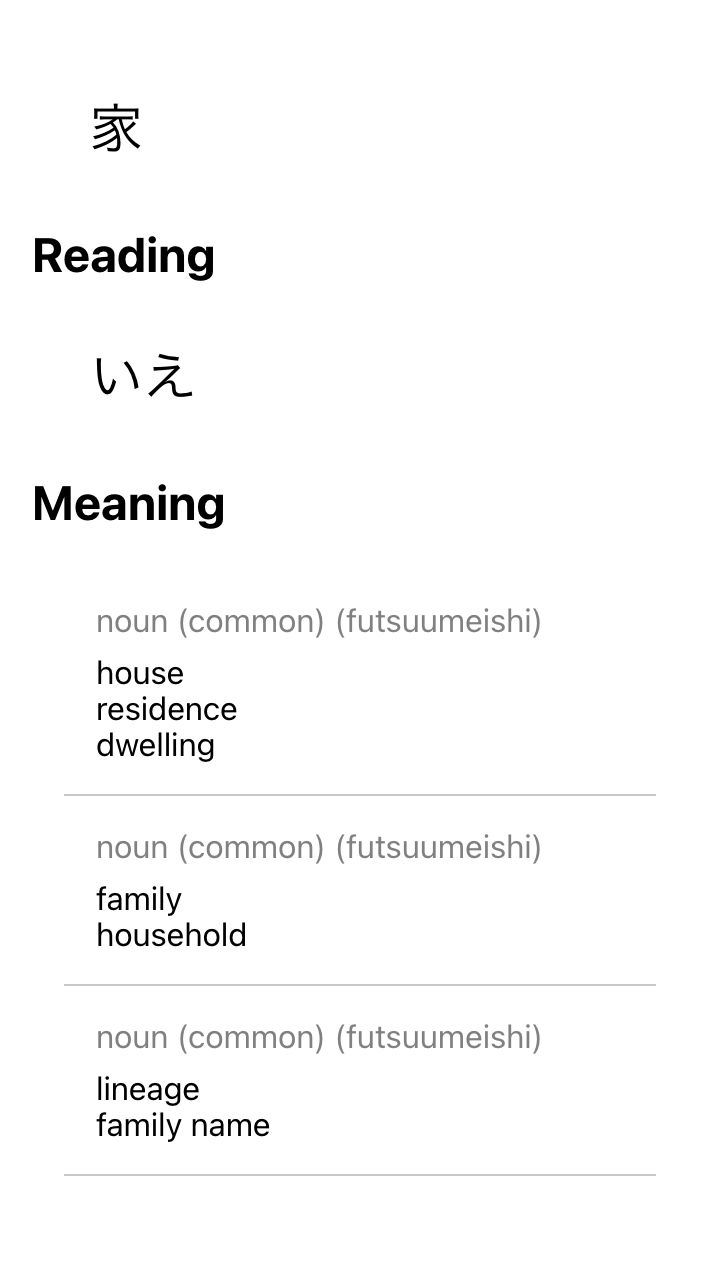 家
Reading
いえ
Meaning
noun (common) (futsuumeishi)
house
residence
dwelling
noun (common) (futsuumeishi)
family
household
noun (common) (futsuumeishi)
lineage
family name